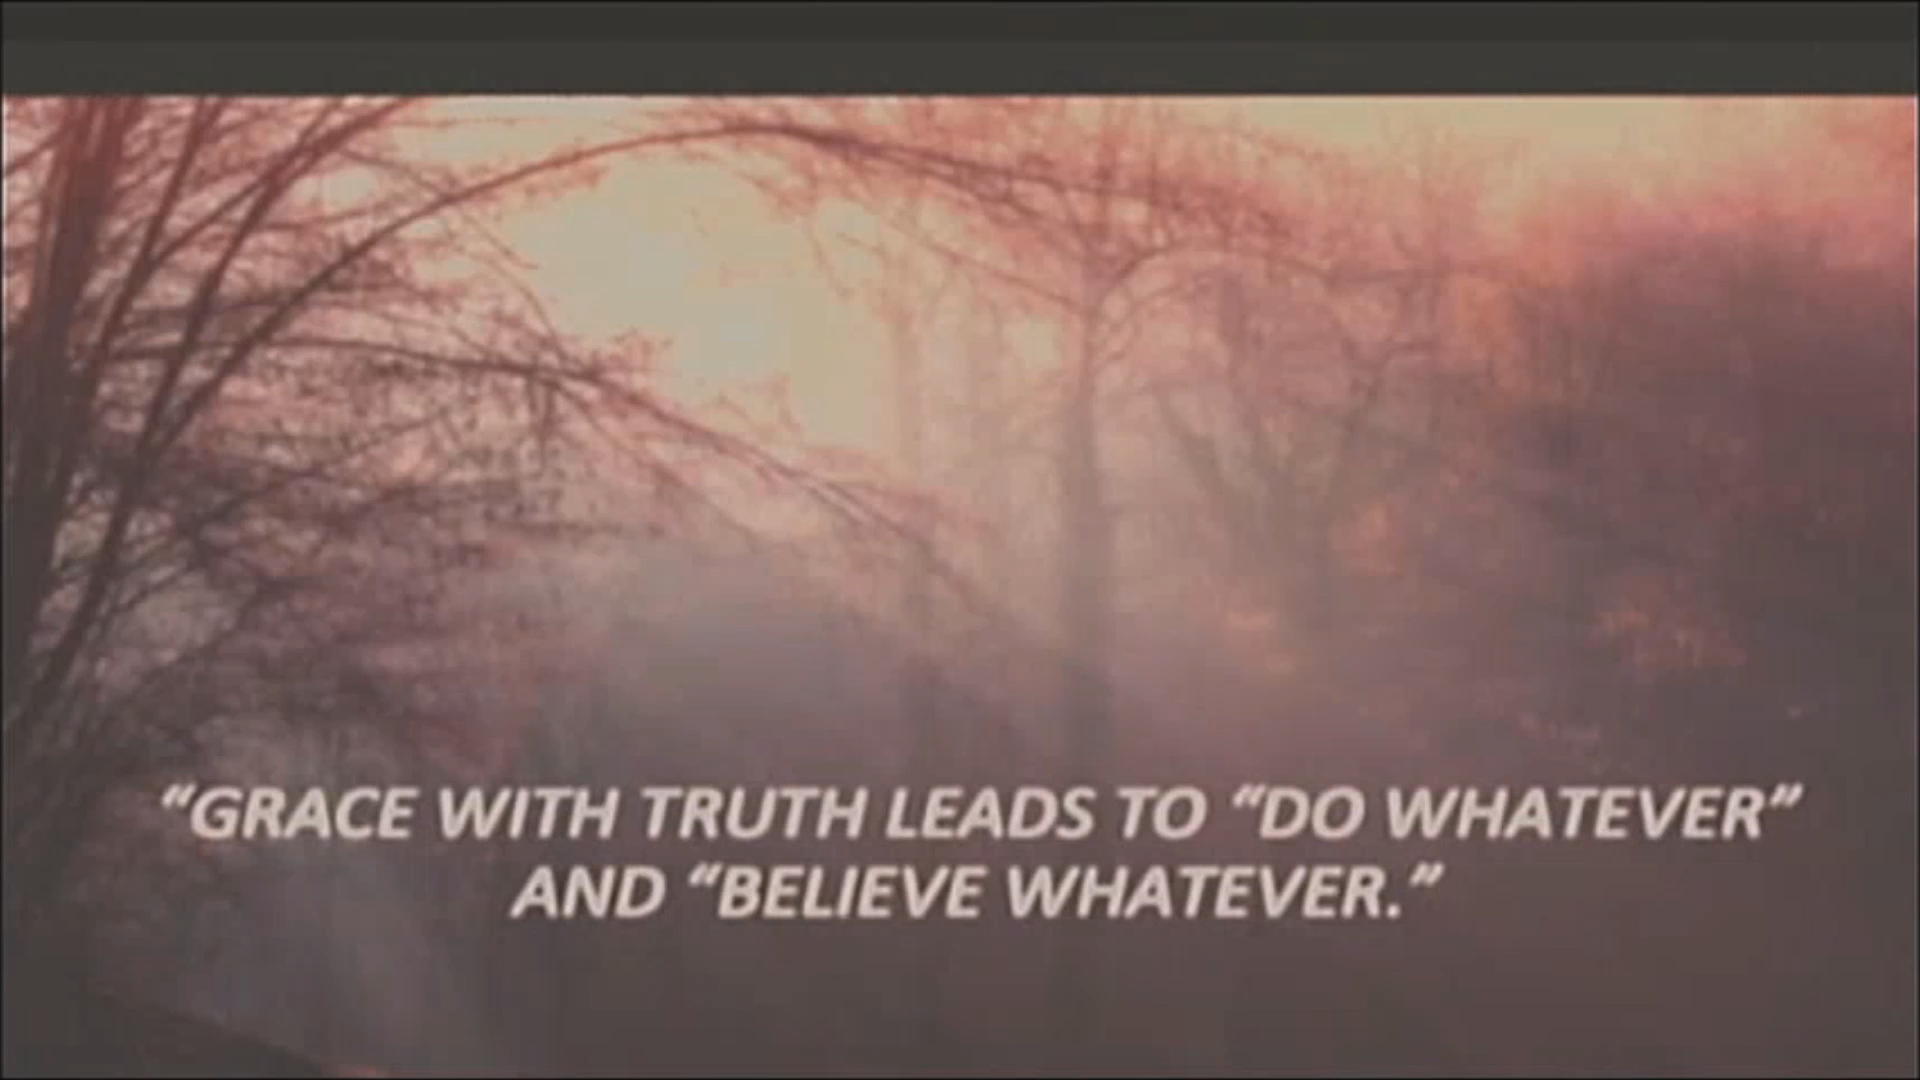 “GRACE WITH TRUTH LEADS TO “DO WHATEVER”
AND “BELIEVE WHATEVER.”